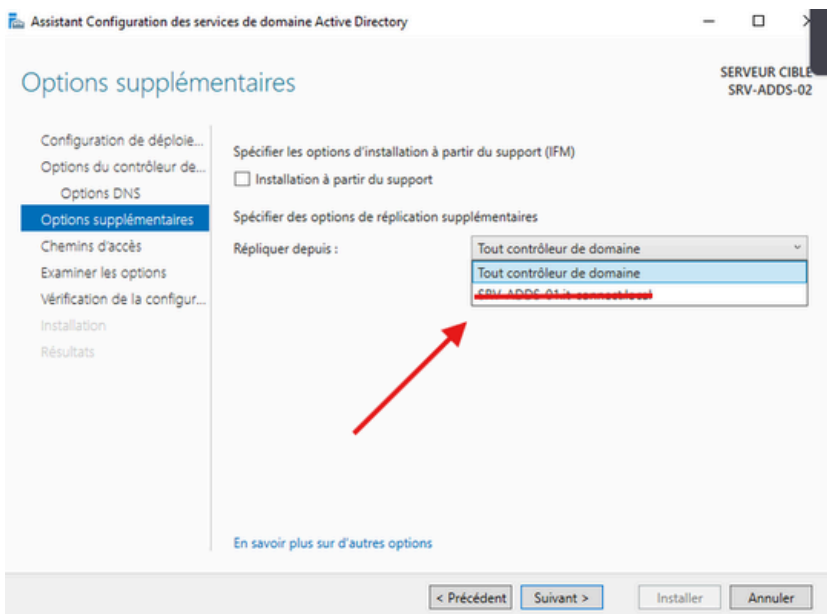 Assistant Configuration des services de domaine Active Directory
Options supplémentaires
SERVEUR CIBLE
SRV-ADDS-02
Configuration de déploie...
Options du contrôleur de...
Options DNS
Options supplémentaires
Chemins d'accès
Examiner les options
Vérification de la configur...
Installation
Résultats
Spécifier les options d'installation à partir du support (IFM)
Installation à partir du support
Spécifier des options de réplication supplémentaires
Répliquer depuis :
Tout contrôleur de domaine
Tout contrôleur de domaine
En savoir plus sur d'autres options
< Précédent
Suivant >
Installer
Annuler